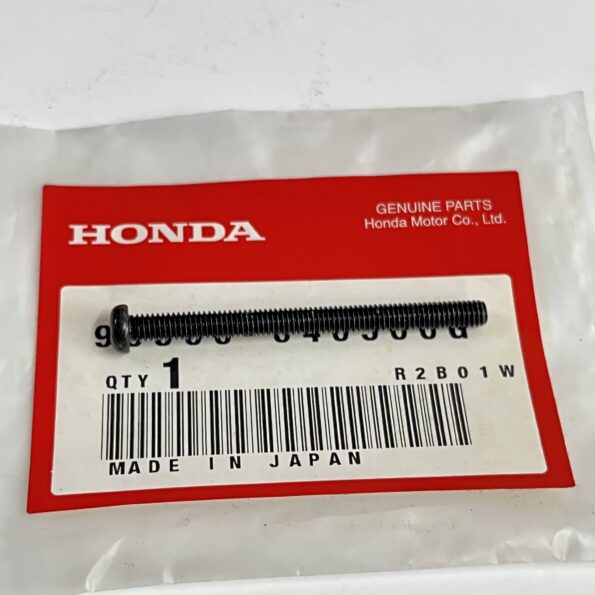 HONDA
GENUINE PARTS
Honda Motor Co., Ltd.
QTY 1
R2B01W
MADE IN JAPAN